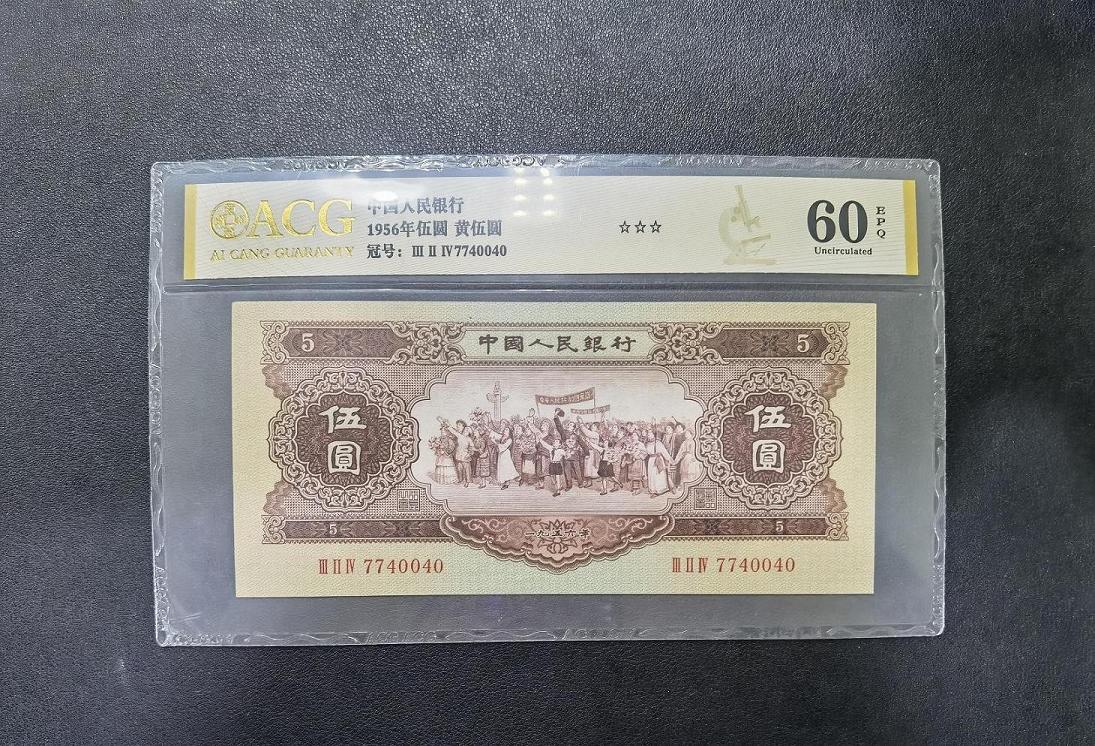 ACG
AI CANG GUARANTY
中国人民银行
1956年伍圆 黄伍圆
冠号: Ⅲ Ⅱ Ⅳ7740040
☆☆☆
60
EPQ
Uncirculated
5
中國人民銀行
5
伍圓
伍圓
5
一九五六年
5
Ⅲ Ⅱ Ⅳ 7740040
Ⅲ Ⅱ Ⅳ 7740040